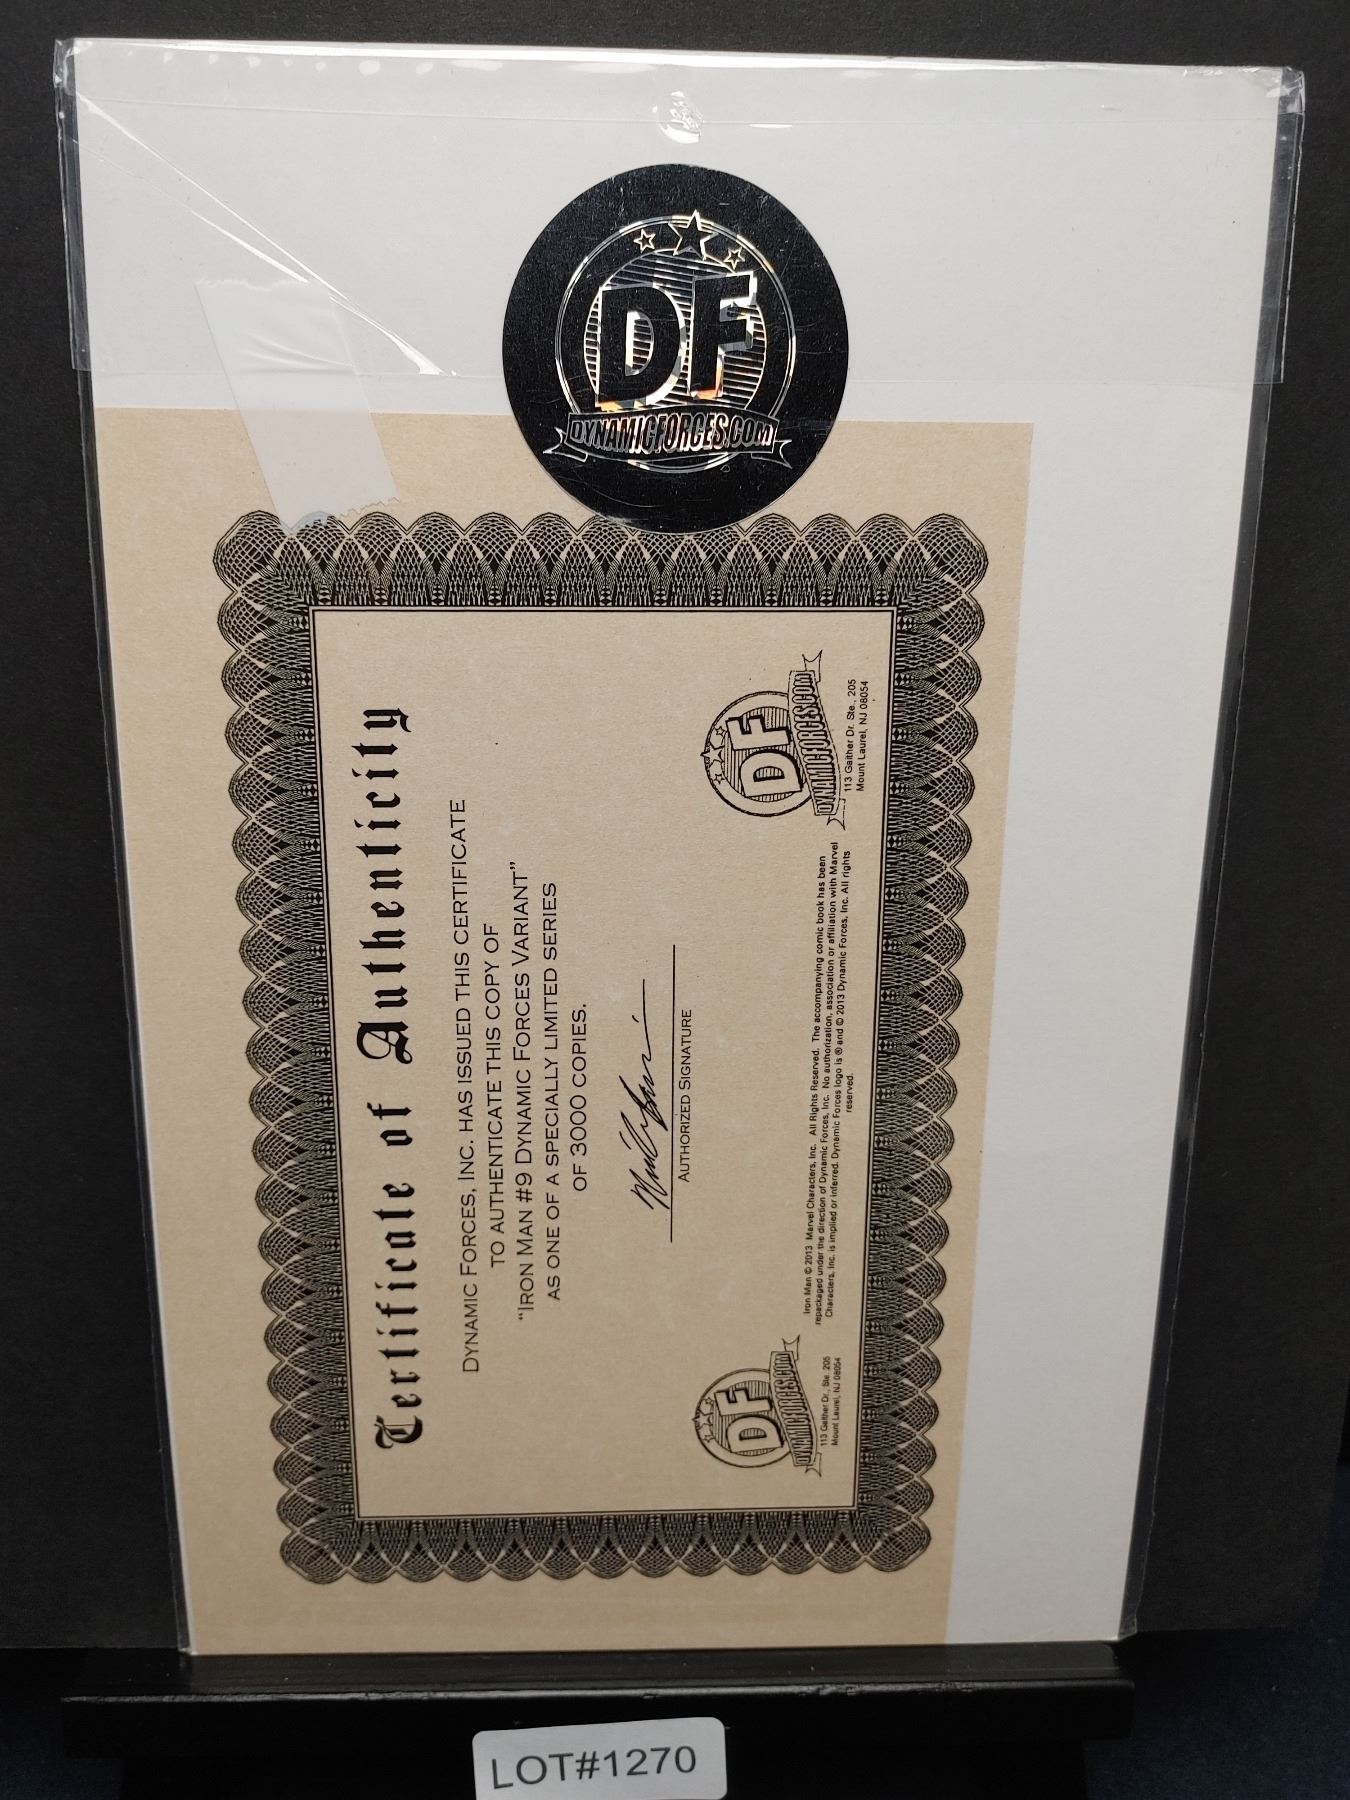 DF
DYNAMICFORCES.COM
Certificate of Authenticity
DYNAMIC FORCES, INC. HAS ISSUED THIS CERTIFICATE
TO AUTHENTICATE THIS COPY OF
“IRON MAN #9 DYNAMIC FORCES VARIANT”
AS ONE OF A SPECIALLY LIMITED SERIES
OF 3000 COPIES.
AUTHORIZED SIGNATURE
DF
DYNAMICFORCES.COM
113 Gaither Dr., Ste. 205
Mount Laurel, NJ 08054
Iron Man © 2013 Marvel Characters, Inc. All Rights Reserved. The accompanying comic book has been
repackaged under the direction of Dynamic Forces, Inc. No authorization, association or affiliation with Marvel
Characters, Inc. is implied or inferred. Dynamic Forces logo is ® and © 2013 Dynamic Forces, Inc. All rights
reserved.
DF
DYNAMICFORCES.COM
113 Gaither Dr. Ste., 205
Mount Laurel, NJ 08054
LOT#1270